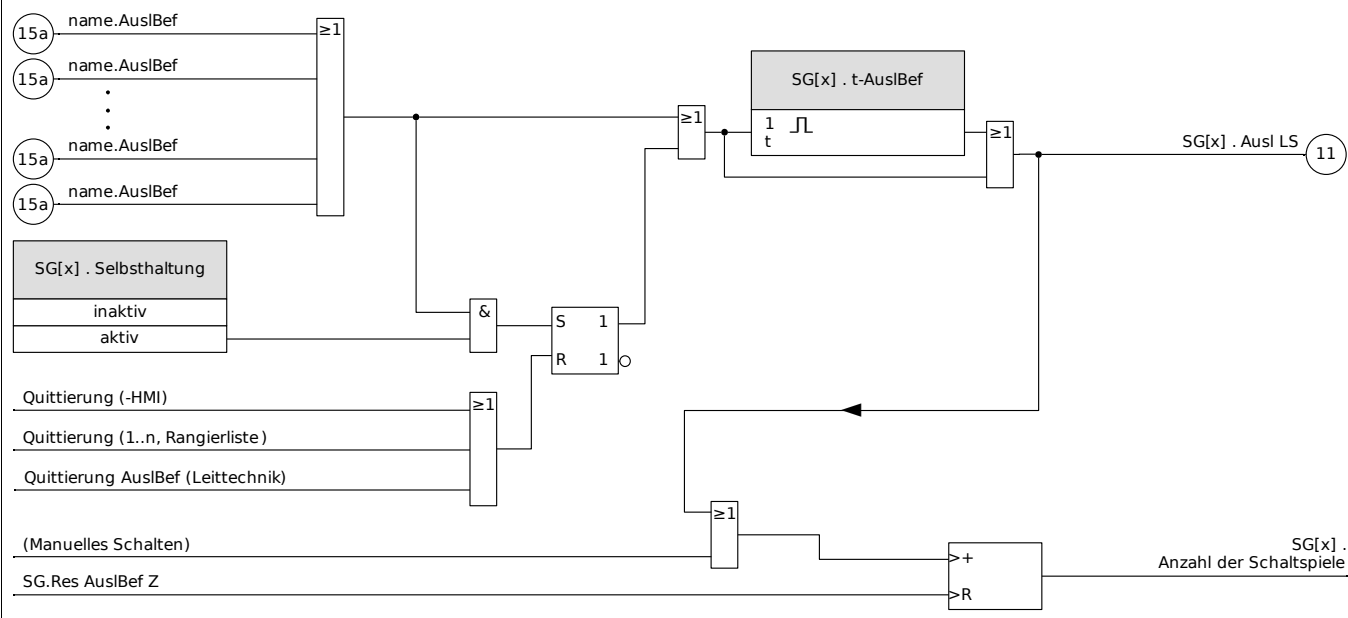 15a name.AuslBef
≥1
15a name.AuslBef
15a name.AuslBef
15a name.AuslBef
SG[x] . t-AuslBef
≥1
1
t
≥1
SG[x] . Ausl LS 11
SG[x] . Selbsthaltung
inaktiv
aktiv
&
S 1
R 1
Quittierung (-HMI)
≥1
Quittierung (1..n, Rangierliste)
Quittierung AuslBef (Leittechnik)
≥1
(Manuelles Schalten)
SG[x] .
Anzahl der Schaltspiele
>+
SG.Res AuslBef Z
>R